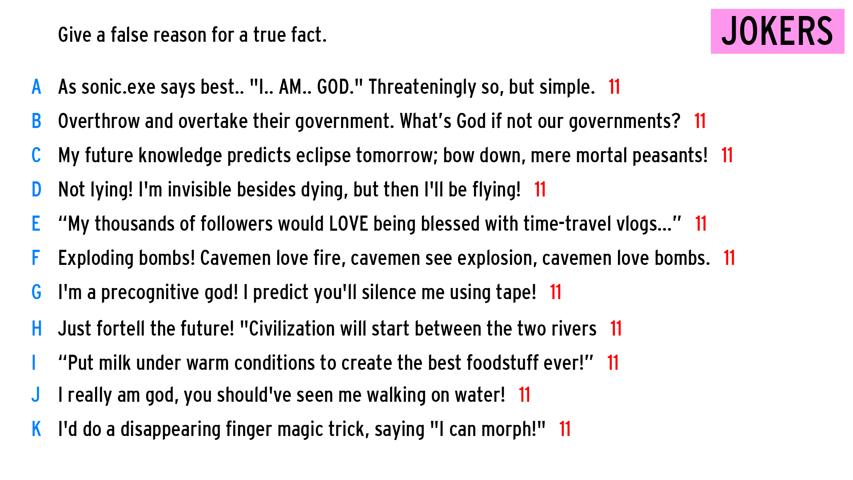 Give a false reason for a true fact.
JOKERS
A As sonic.exe says best.. "I.. AM.. GOD." Threateningly so, but simple. 11
B Overthrow and overtake their government. What's God if not our governments? 11
C My future knowledge predicts eclipse tomorrow; bow down, mere mortal peasants! 11
D Not lying! I'm invisible besides dying, but then I'll be flying! 11
E “My thousands of followers would LOVE being blessed with time-travel vlogs...” 11
F Exploding bombs! Cavemen love fire, cavemen see explosion, cavemen love bombs. 11
G I'm a precognitive god! I predict you'll silence me using tape! 11
H Just fortell the future! "Civilization will start between the two rivers 11
I “Put milk under warm conditions to create the best foodstuff ever!” 11
J I really am god, you should've seen me walking on water! 11
K I'd do a disappearing finger magic trick, saying "I can morph!" 11